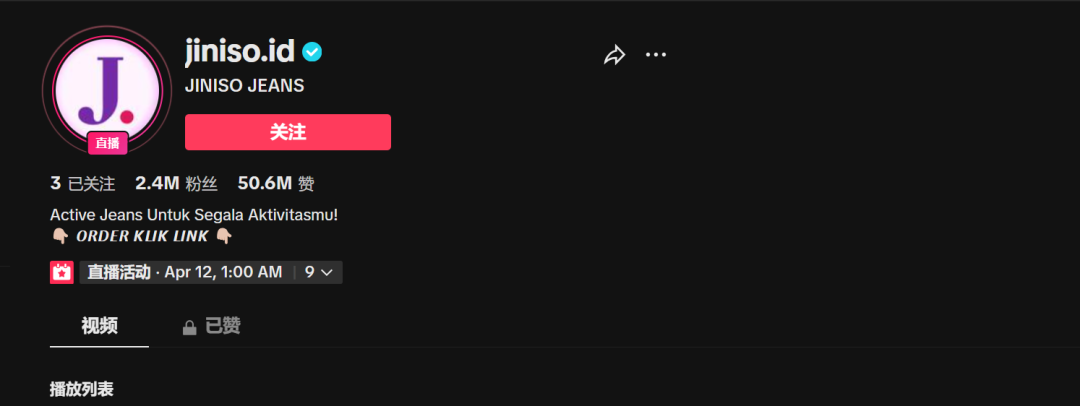 J.
直播
jiniso.id
JINISO JEANS
关注
3 已关注 2.4M 粉丝 50.6M 赞
Active Jeans Untuk Segala Aktivitasmu!
👇🏻 ORDER KLIK LINK 👇🏻
直播活动 · Apr 12, 1:00 AM | 9
视频 已赞
播放列表